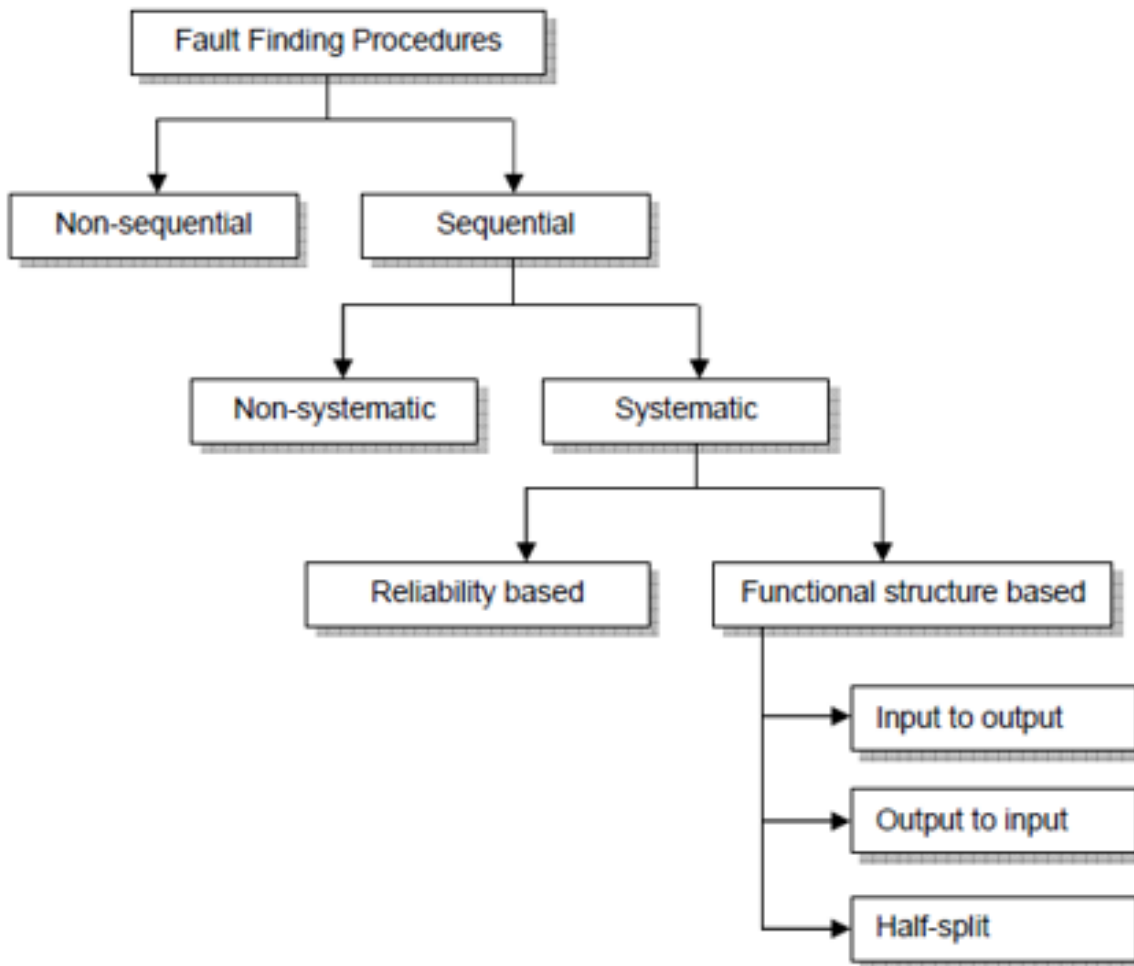 Fault Finding Procedures
Non-sequential
Sequential
Non-systematic
Systematic
Reliability based
Functional structure based
Input to output
Output to input
Half-split